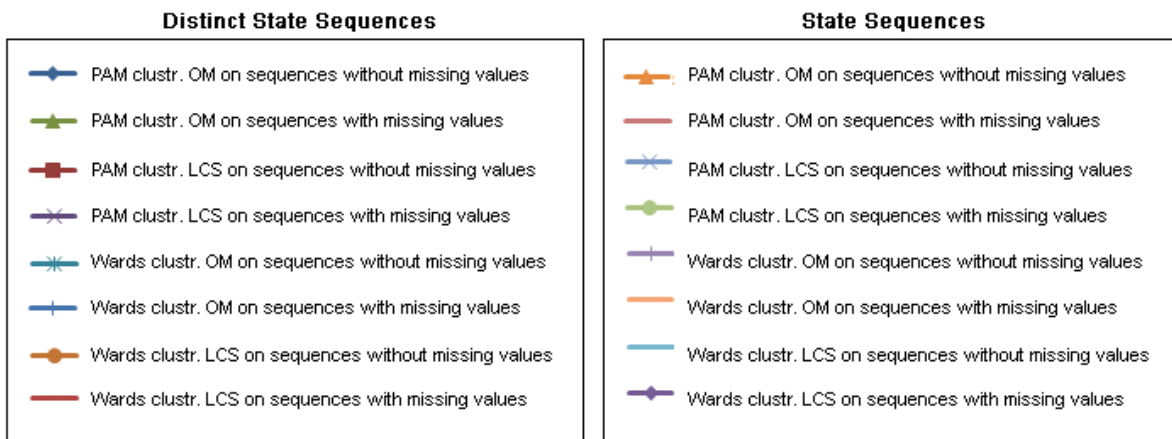 Distinct State Sequences
PAM clustr. OM on sequences without missing values
PAM clustr. OM on sequences with missing values
PAM clustr. LCS on sequences without missing values
PAM clustr. LCS on sequences with missing values
Wards clustr. OM on sequences without missing values
Wards clustr. OM on sequences with missing values
Wards clustr. LCS on sequences without missing values
Wards clustr. LCS on sequences with missing values
State Sequences
PAM clustr. OM on sequences without missing values
PAM clustr. OM on sequences with missing values
PAM clustr. LCS on sequences without missing values
PAM clustr. LCS on sequences with missing values
Wards clustr. OM on sequences without missing values
Wards clustr. OM on sequences with missing values
Wards clustr. LCS on sequences without missing values
Wards clustr. LCS on sequences with missing values